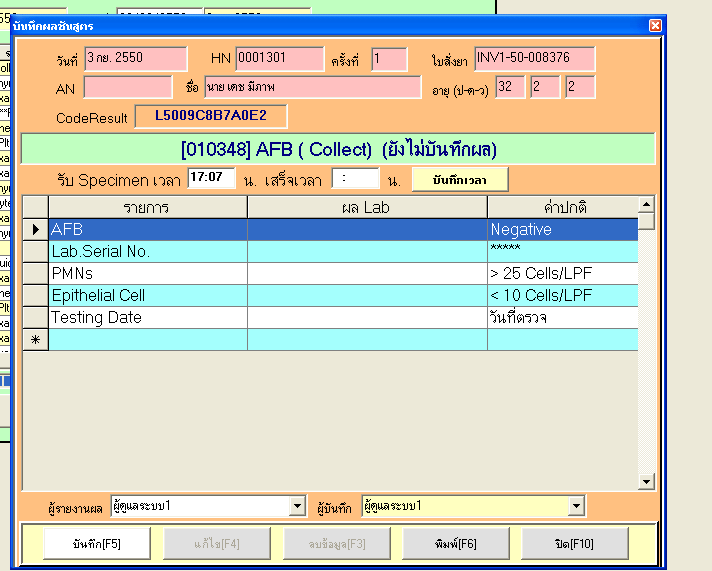 บันทึกผลชันสูตร
วันที่ 3 กย. 2550 HN 0001301 ครั้งที่ 1 ใบสั่งยา INV1-50-008376
AN ชื่อ นาย เดช มีภาพ อายุ (ป-ด-ว) 32 2 2
CodeResult L5009C8B7A0E2
[010348] AFB ( Collect) (ยังไม่บันทึกผล)
รับ Specimen เวลา 17:07 น. เสร็จเวลา : น. บันทึกเวลา
รายการ ผล Lab ค่าปกติ
AFB Negative
Lab.Serial No. *****
PMNs > 25 Cells/LPF
Epithelial Cell < 10 Cells/LPF
Testing Date วันที่ตรวจ
ผู้รายงานผล ผู้ดูแลระบบ1 ผู้บันทึก ผู้ดูแลระบบ1
บันทึก[F5] แก้ไข[F4] ลบข้อมูล[F3] พิมพ์[F6] ปิด[F10]